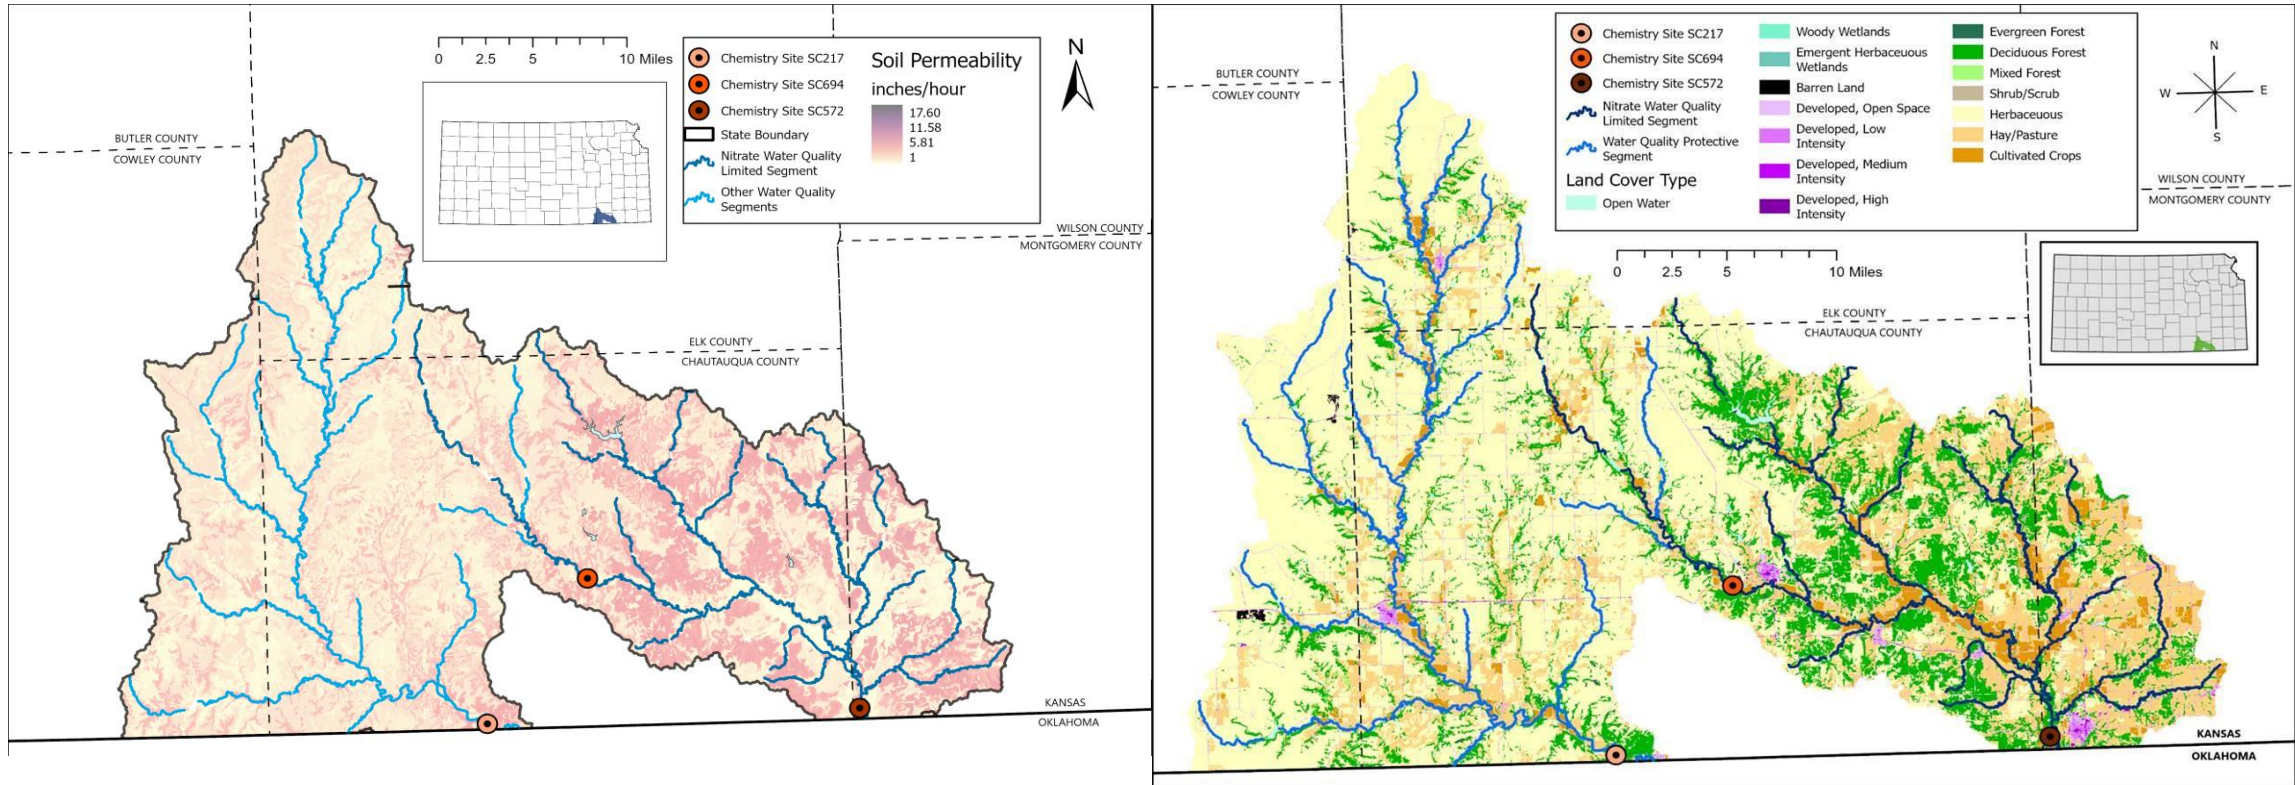 0 2.5 5 10 Miles
Chemistry Site SC217
Chemistry Site SC694
Chemistry Site SC572
State Boundary
Nitrate Water Quality
Limited Segment
Other Water Quality
Segments
Soil Permeability
inches/hour
17.60
11.58
5.81
1
N
BUTLER COUNTY
COWLEY COUNTY
WILSON COUNTY
MONTGOMERY COUNTY
ELK COUNTY
CHAUTAUQUA COUNTY
KANSAS
OKLAHOMA
Chemistry Site SC217
Chemistry Site SC694
Chemistry Site SC572
Nitrate Water Quality
Limited Segment
Water Quality Protective
Segment
Land Cover Type
Open Water
Woody Wetlands
Emergent Herbaceuous
Wetlands
Barren Land
Developed, Open Space
Developed, Low
Intensity
Developed, Medium
Intensity
Developed, High
Intensity
Evergreen Forest
Deciduous Forest
Mixed Forest
Shrub/Scrub
Herbaceuous
Hay/Pasture
Cultivated Crops
N
W E
S
BUTLER COUNTY
COWLEY COUNTY
WILSON COUNTY
MONTGOMERY COUNTY
0 2.5 5 10 Miles
ELK COUNTY
CHAUTAUQUA COUNTY
KANSAS
OKLAHOMA